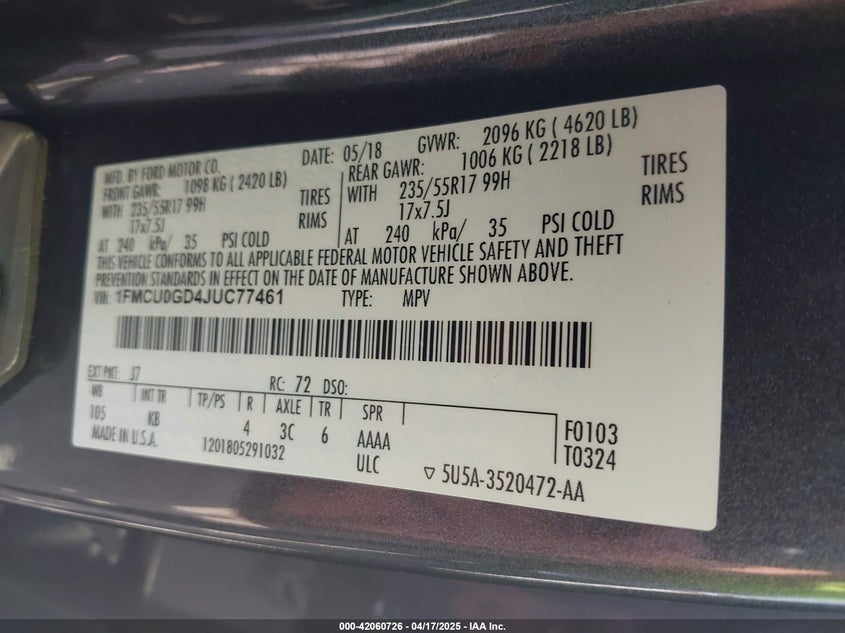 MFD. BY FORD MOTOR CO.
DATE: 05/18 GVWR: 2096 KG ( 4620 LB)
FRONT GAWR: 1098 KG ( 2420 LB)
REAR GAWR: 1006 KG ( 2218 LB)
WITH 235/55R17 99H TIRES
WITH 235/55R17 99H TIRES
17x7.5J RIMS
17x7.5J RIMS
AT 240 kPa/ 35 PSI COLD
AT 240 kPa/ 35 PSI COLD
THIS VEHICLE CONFORMS TO ALL APPLICABLE FEDERAL MOTOR VEHICLE SAFETY AND THEFT
PREVENTION STANDARDS IN EFFECT ON THE DATE OF MANUFACTURE SHOWN ABOVE.
VIN: 1FMCU0GD4JUC77461 TYPE: MPV
EXT PNT: J7 RC: 72 DSO:
WB INT TR TP/PS R AXLE TR SPR
105 KB 4 3C 6 AAAA F0103
MADE IN U.S.A. 1201805291032 ULC T0324
▽ 5U5A-3520472-AA
000-42060726 - 04/17/2025 - IAA Inc.